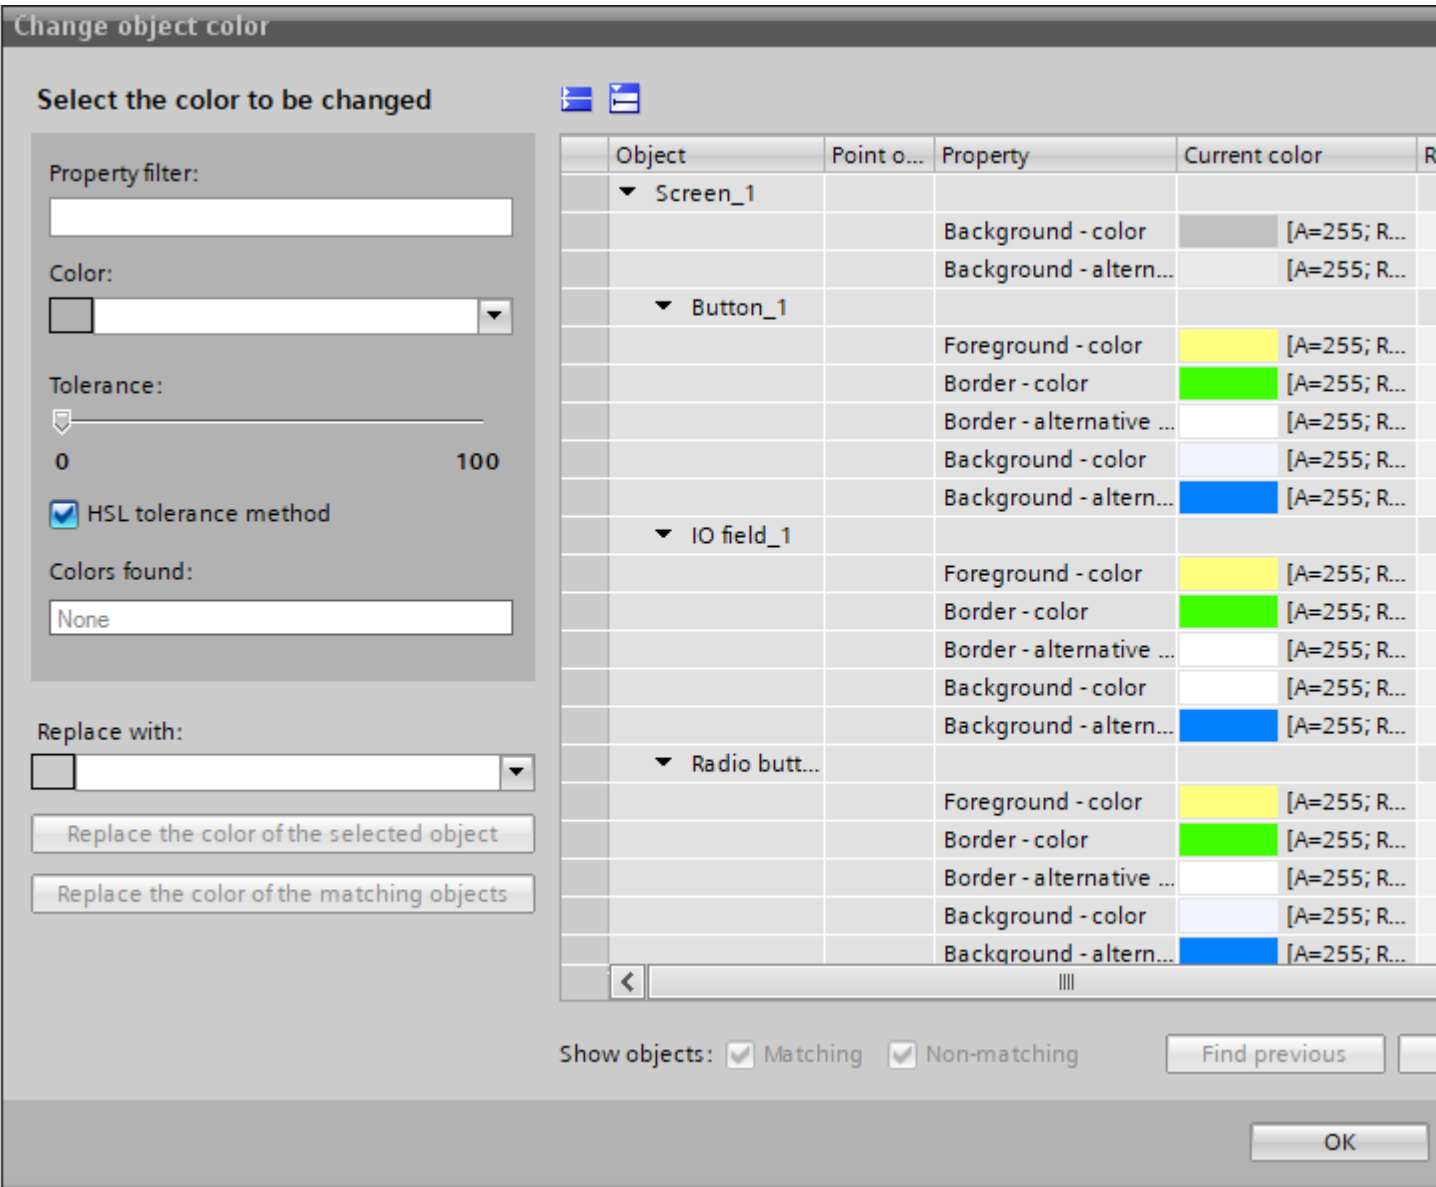 Change object color
Select the color to be changed
Property filter:
Color:
Tolerance:
0 100
HSL tolerance method
Colors found:
None
Replace with:
Replace the color of the selected object
Replace the color of the matching objects
Object Point o... Property Current color R
Screen_1
Background - color [A=255; R...
Background - altern... [A=255; R...
Button_1
Foreground - color [A=255; R...
Border - color [A=255; R...
Border - alternative ... [A=255; R...
Background - color [A=255; R...
Background - altern... [A=255; R...
IO field_1
Foreground - color [A=255; R...
Border - color [A=255; R...
Border - alternative ... [A=255; R...
Background - color [A=255; R...
Background - altern... [A=255; R...
Radio butt...
Foreground - color [A=255; R...
Border - color [A=255; R...
Border - alternative ... [A=255; R...
Background - color [A=255; R...
Background - altern... [A=255; R...
Show objects: Matching Non-matching Find previous
OK